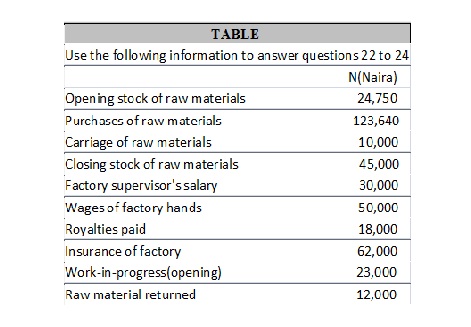 TABLE
Use the following information to answer questions 22 to 24
N(Naira)
Opening stock of raw materials 24,750
Purchases of raw materials 123,640
Carriage of raw materials 10,000
Closing stock of raw materials 45,000
Factory supervisor's salary 30,000
Wages of factory hands 50,000
Royalties paid 18,000
Insurance of factory 62,000
Work-in-progress(opening) 23,000
Raw material returned 12,000